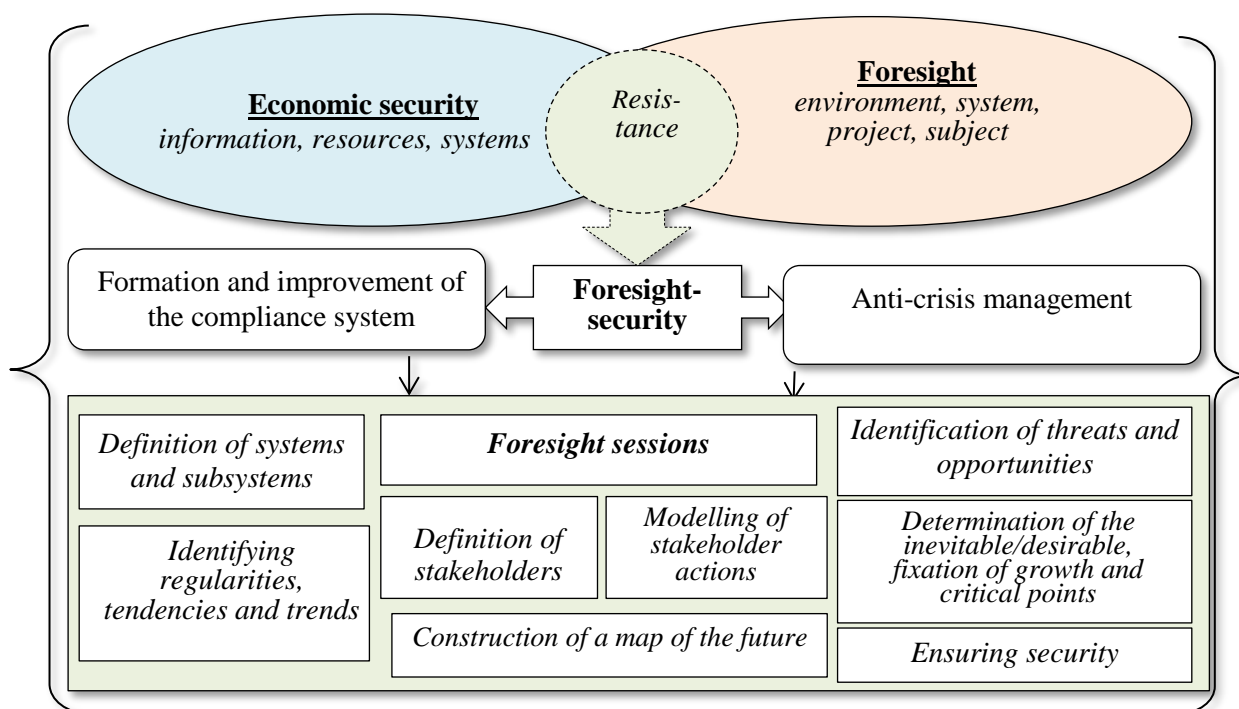 Economic security
information, resources, systems
Resis-
tance
Foresight
environment, system,
project, subject
Formation and improvement of
the compliance system
Foresight-
security
Anti-crisis management
Definition of systems
and subsystems
Foresight sessions
Identification of threats and
opportunities
Identifying
regularities,
tendencies and trends
Definition of
stakeholders
Modelling of
stakeholder
actions
Determination of the
inevitable/desirable,
fixation of growth and
critical points
Construction of a map of the future
Ensuring security